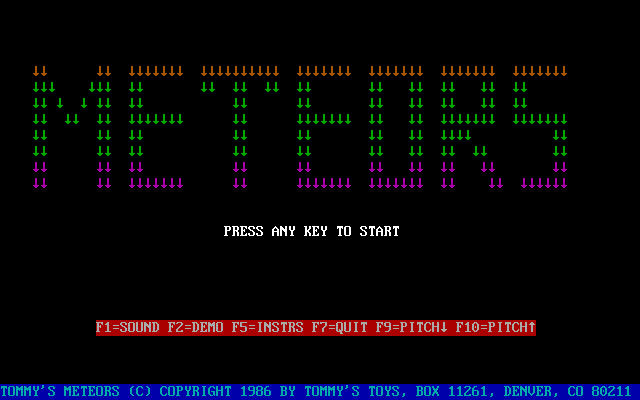 METEORS
PRESS ANY KEY TO START
F1=SOUND F2=DEMO F5=INSTRS F7=QUIT F9=PITCH↓ F10=PITCH↑
TOMMY'S METEORS (C) COPYRIGHT 1986 BY TOMMY'S TOYS, BOX 11261, DENVER, CO 80211